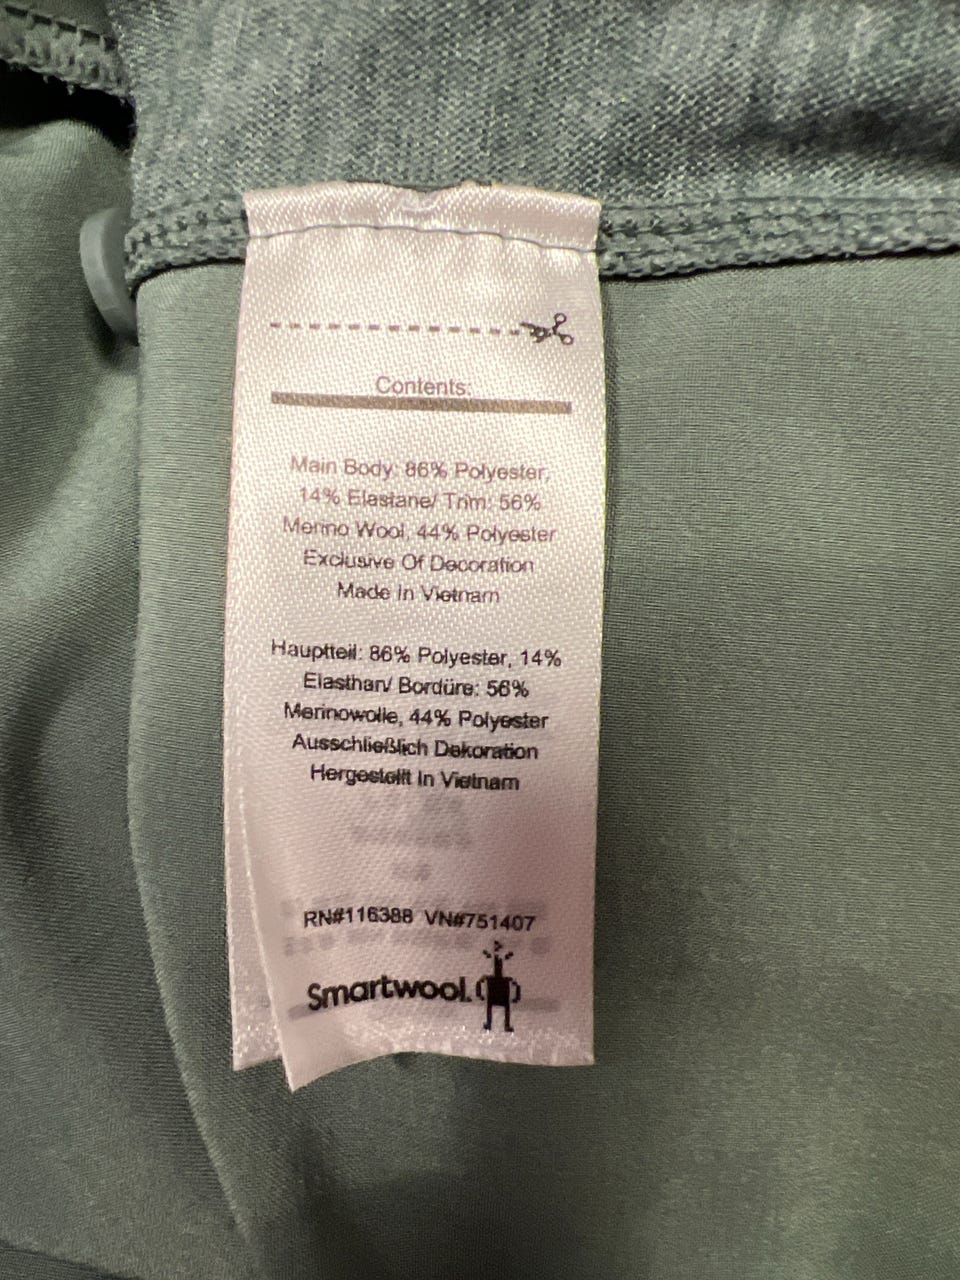 Contents:
Main Body: 86% Polyester,
14% Elastane/ Trim: 56%
Merino Wool, 44% Polyester
Exclusive Of Decoration
Made In Vietnam
Hauptteil: 86% Polyester, 14%
Elasthan/ Bordüre: 56%
Merinowolle, 44% Polyester
Ausschließlich Dekoration
Hergestellt In Vietnam
RN#116388 VN#751407
Smartwool.